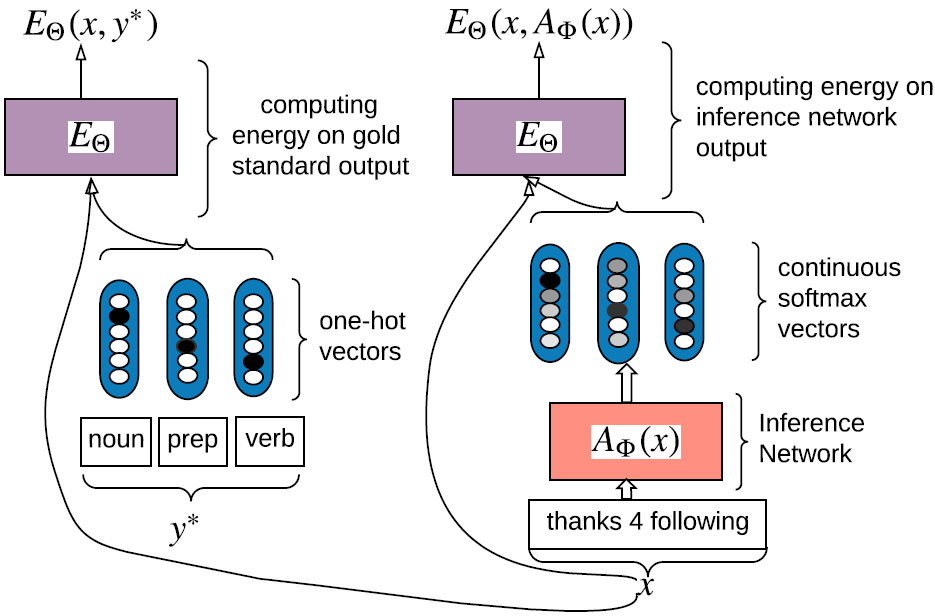 E_Θ(x, y*)
E_Θ
computing
energy on gold
standard output
one-hot
vectors
noun prep verb
y*
E_Θ(x, A_Φ(x))
E_Θ
computing energy on
inference network
output
continuous
softmax
vectors
A_Φ(x)
Inference
Network
thanks 4 following
x